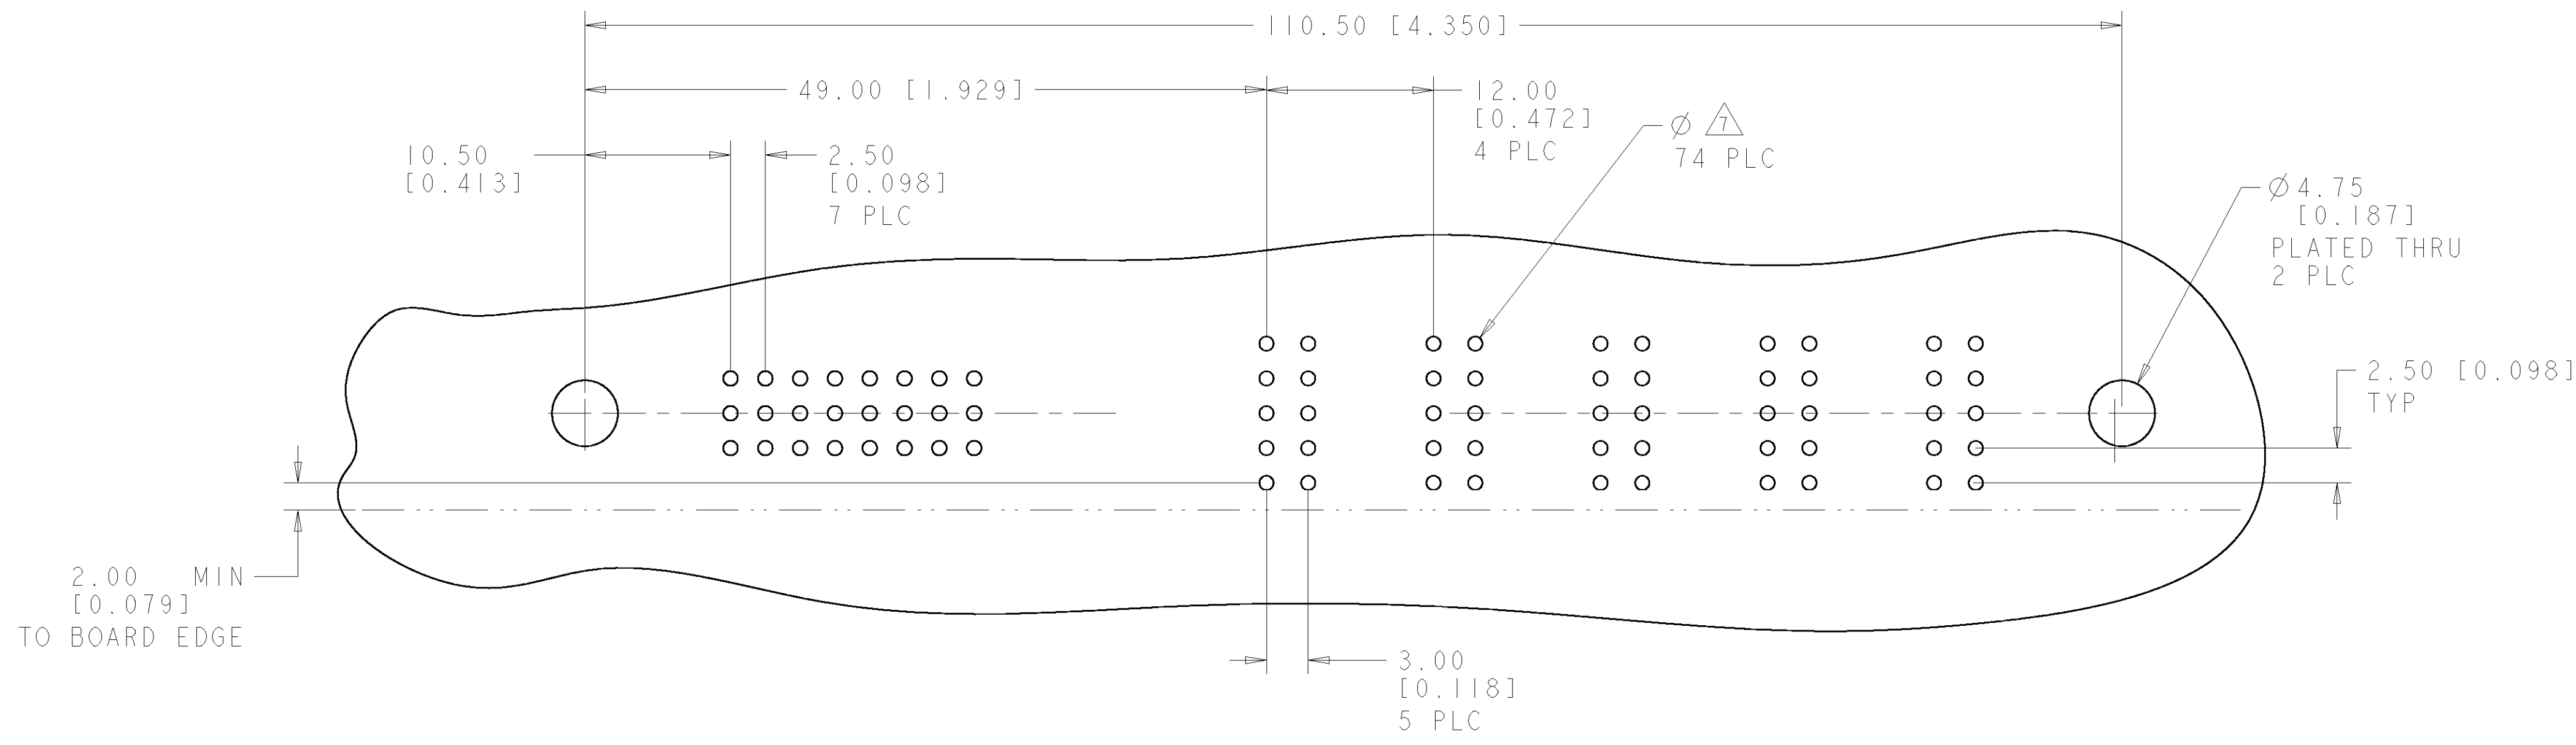 110.50 [4.350]
49.00 [1.929]
12.00
[0.472]
4 PLC
Ø 7
74 PLC
10.50
[0.413]
2.50
[0.098]
7 PLC
Ø4.75
[0.187]
PLATED THRU
2 PLC
2.50 [0.098]
TYP
2.00 MIN
[0.079]
TO BOARD EDGE
3.00
[0.118]
5 PLC